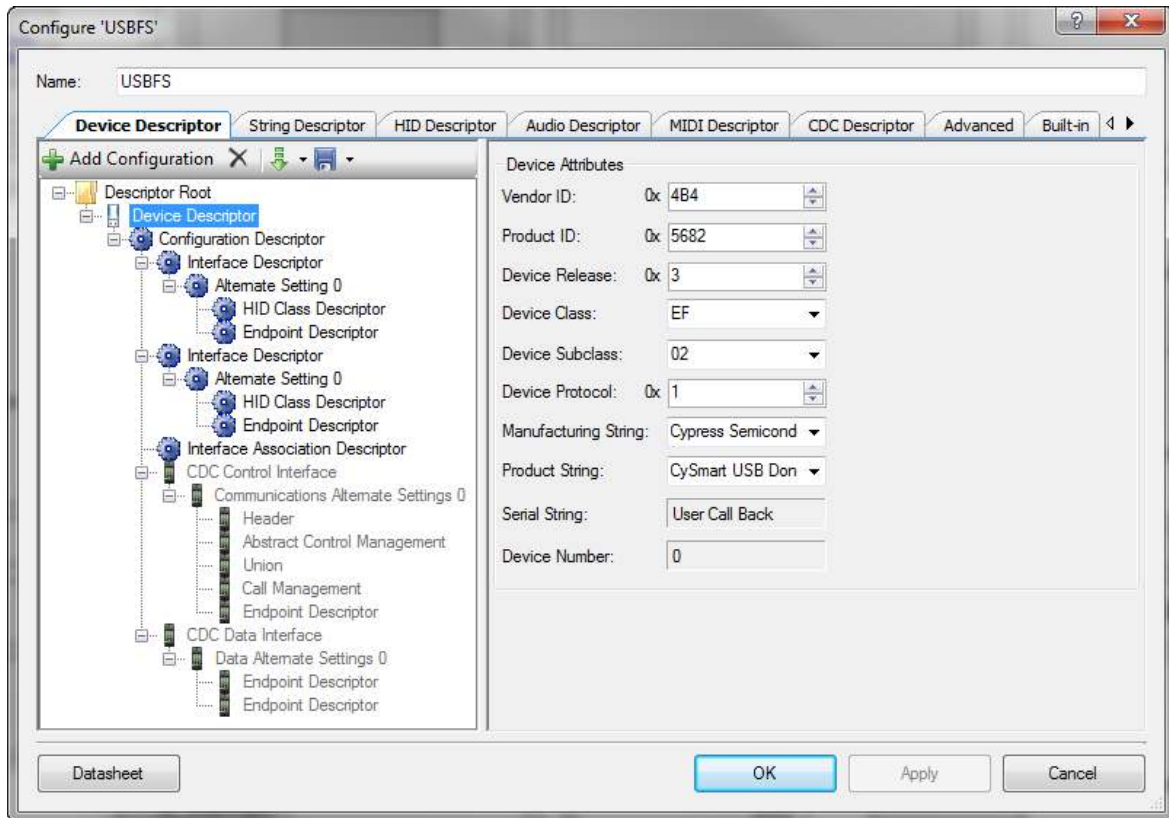 Configure 'USBFS'
Name: USBFS
Device Descriptor String Descriptor HID Descriptor Audio Descriptor MIDI Descriptor CDC Descriptor Advanced Built-in
Add Configuration
Descriptor Root
Device Descriptor
Configuration Descriptor
Interface Descriptor
Alternate Setting 0
HID Class Descriptor
Endpoint Descriptor
Interface Descriptor
Alternate Setting 0
HID Class Descriptor
Endpoint Descriptor
Interface Association Descriptor
CDC Control Interface
Communications Alternate Settings 0
Header
Abstract Control Management
Union
Call Management
Endpoint Descriptor
CDC Data Interface
Data Alternate Settings 0
Endpoint Descriptor
Endpoint Descriptor
Device Attributes
Vendor ID: 0x 4B4
Product ID: 0x 5682
Device Release: 0x 3
Device Class: EF
Device Subclass: 02
Device Protocol: 0x 1
Manufacturing String: Cypress Semicond
Product String: CySmart USB Don
Serial String: User Call Back
Device Number: 0
Datasheet OK Apply Cancel